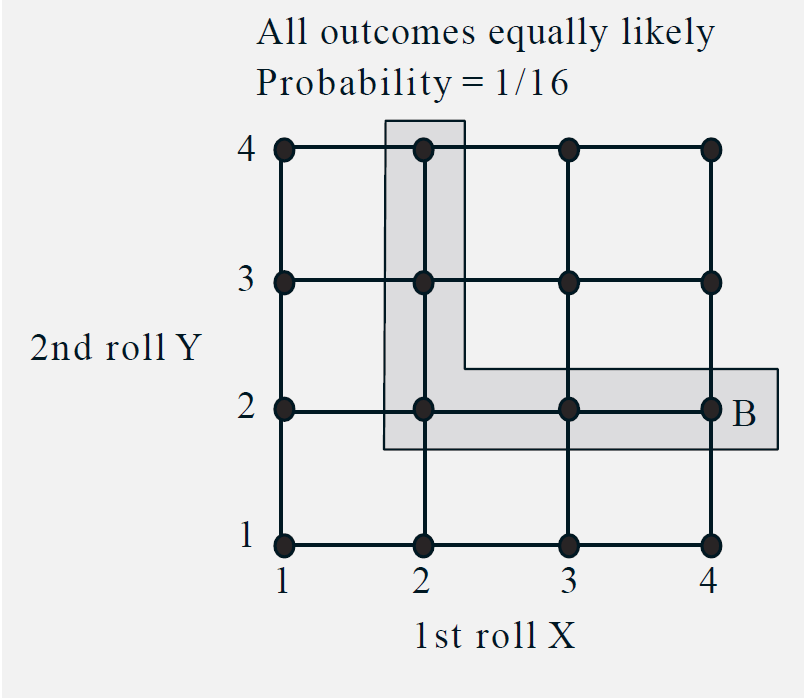 All outcomes equally likely
Probability = 1/16
4
3
2nd roll Y
2
B
1
1 2 3 4
1st roll X